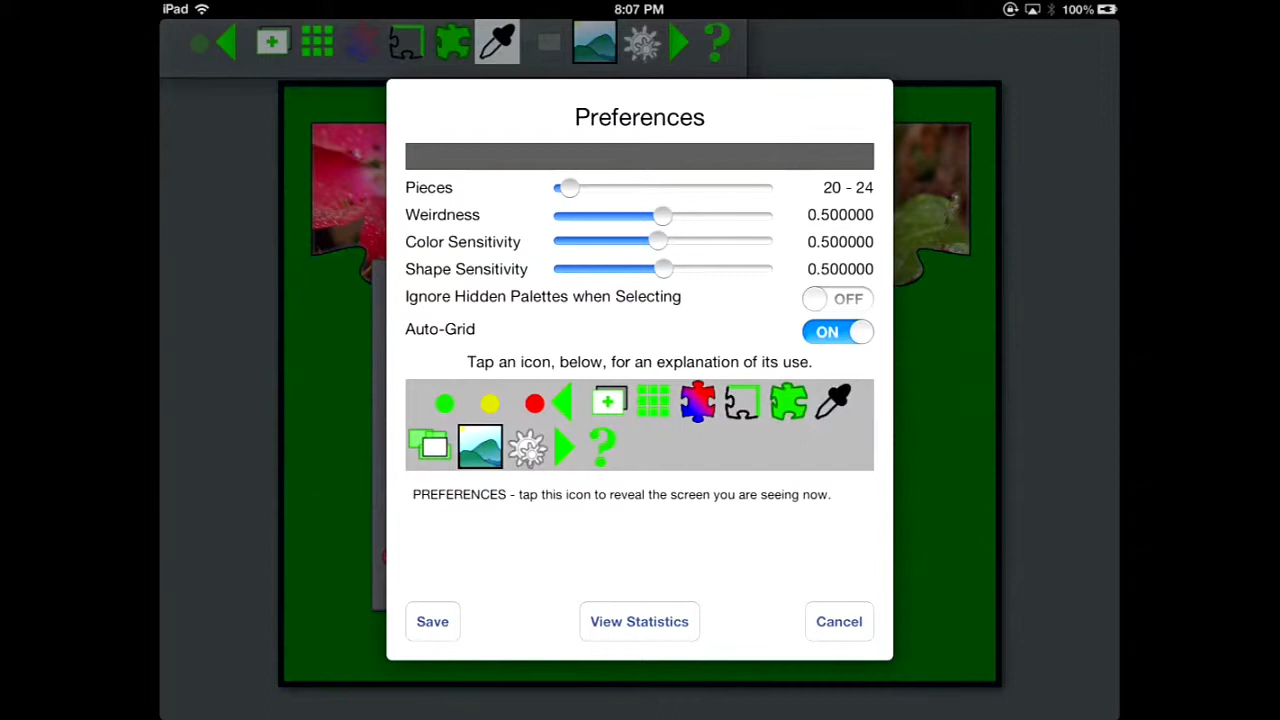 iPad 8:07 PM 100%
?
Preferences
Pieces 20 - 24
Weirdness 0.500000
Color Sensitivity 0.500000
Shape Sensitivity 0.500000
Ignore Hidden Palettes when Selecting OFF
Auto-Grid ON
Tap an icon, below, for an explanation of its use.
?
PREFERENCES - tap this icon to reveal the screen you are seeing now.
Save View Statistics Cancel